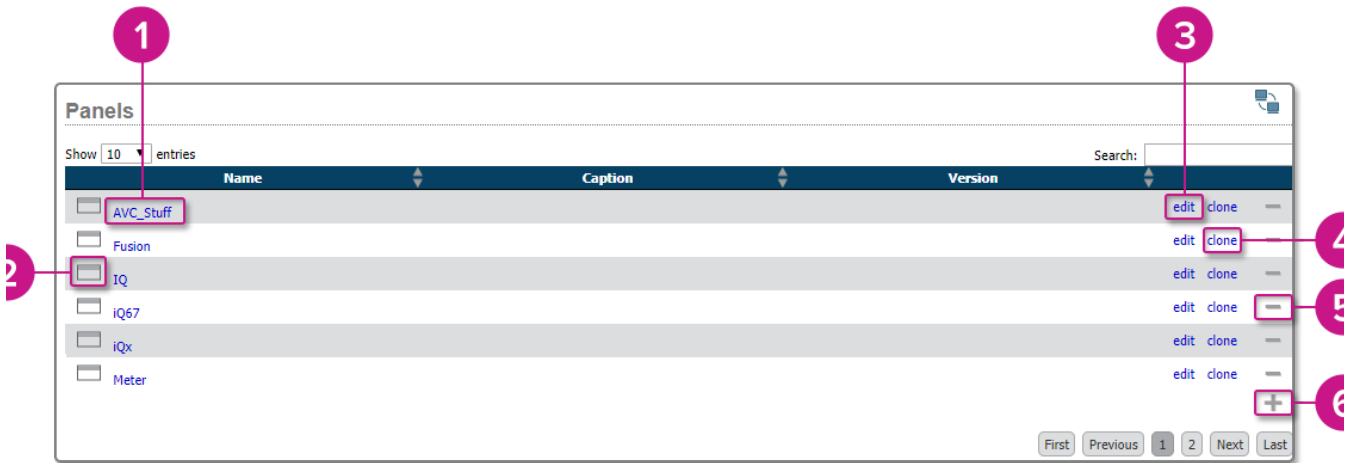 1
3
Panels
Show 10 entries
Search:
Name Caption Version
AVC_Stuff edit clone
Fusion edit clone
4
2
IQ edit clone
iQ67 edit clone
5
iQx edit clone
Meter edit clone
6
First Previous 1 2 Next Last